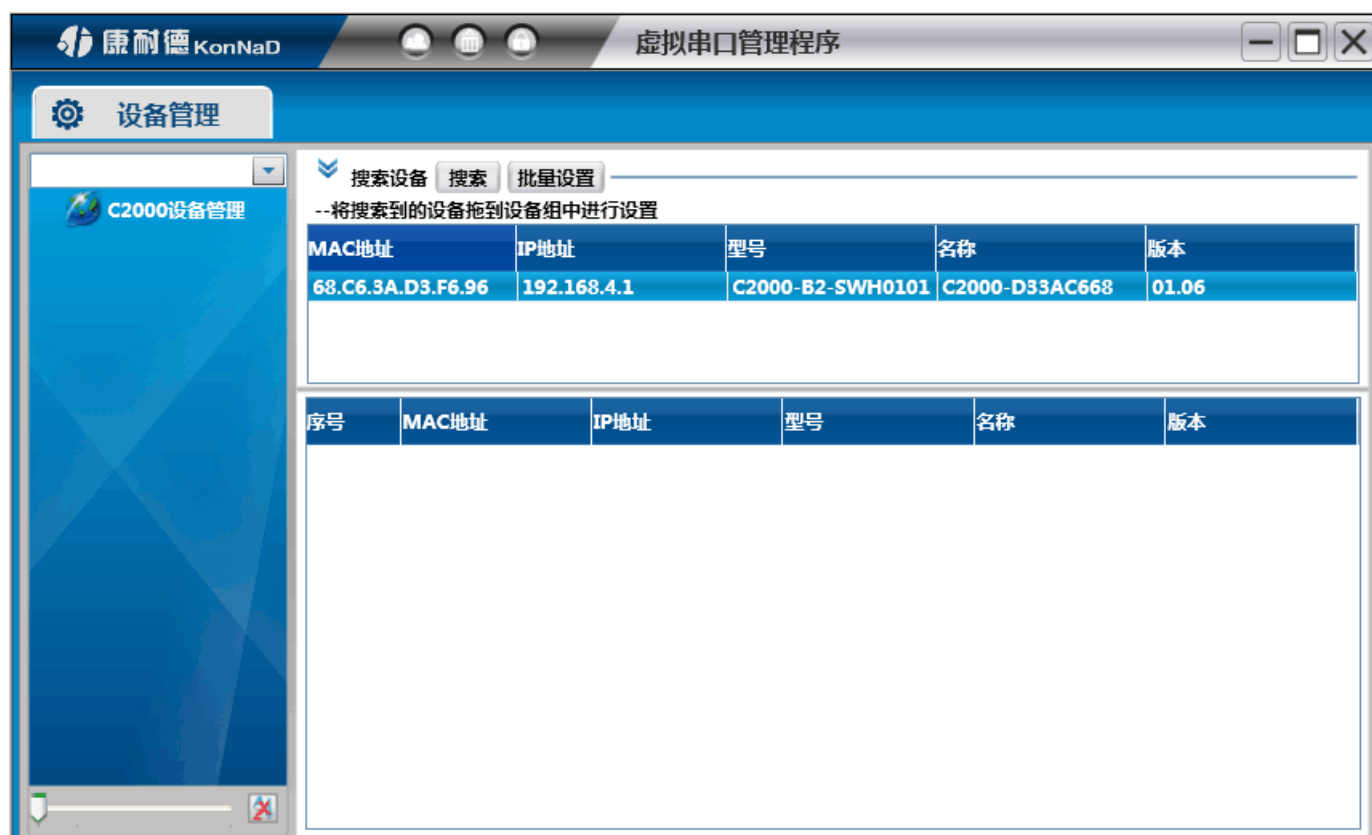 康耐德 KonNaD 虚拟串口管理程序
设备管理
搜索设备 搜索 批量设置
C2000设备管理
--将搜索到的设备拖到设备组中进行设置
MAC地址 IP地址 型号 名称 版本
68.C6.3A.D3.F6.96 192.168.4.1 C2000-B2-SWH0101 C2000-D33AC668 01.06
序号 MAC地址 IP地址 型号 名称 版本